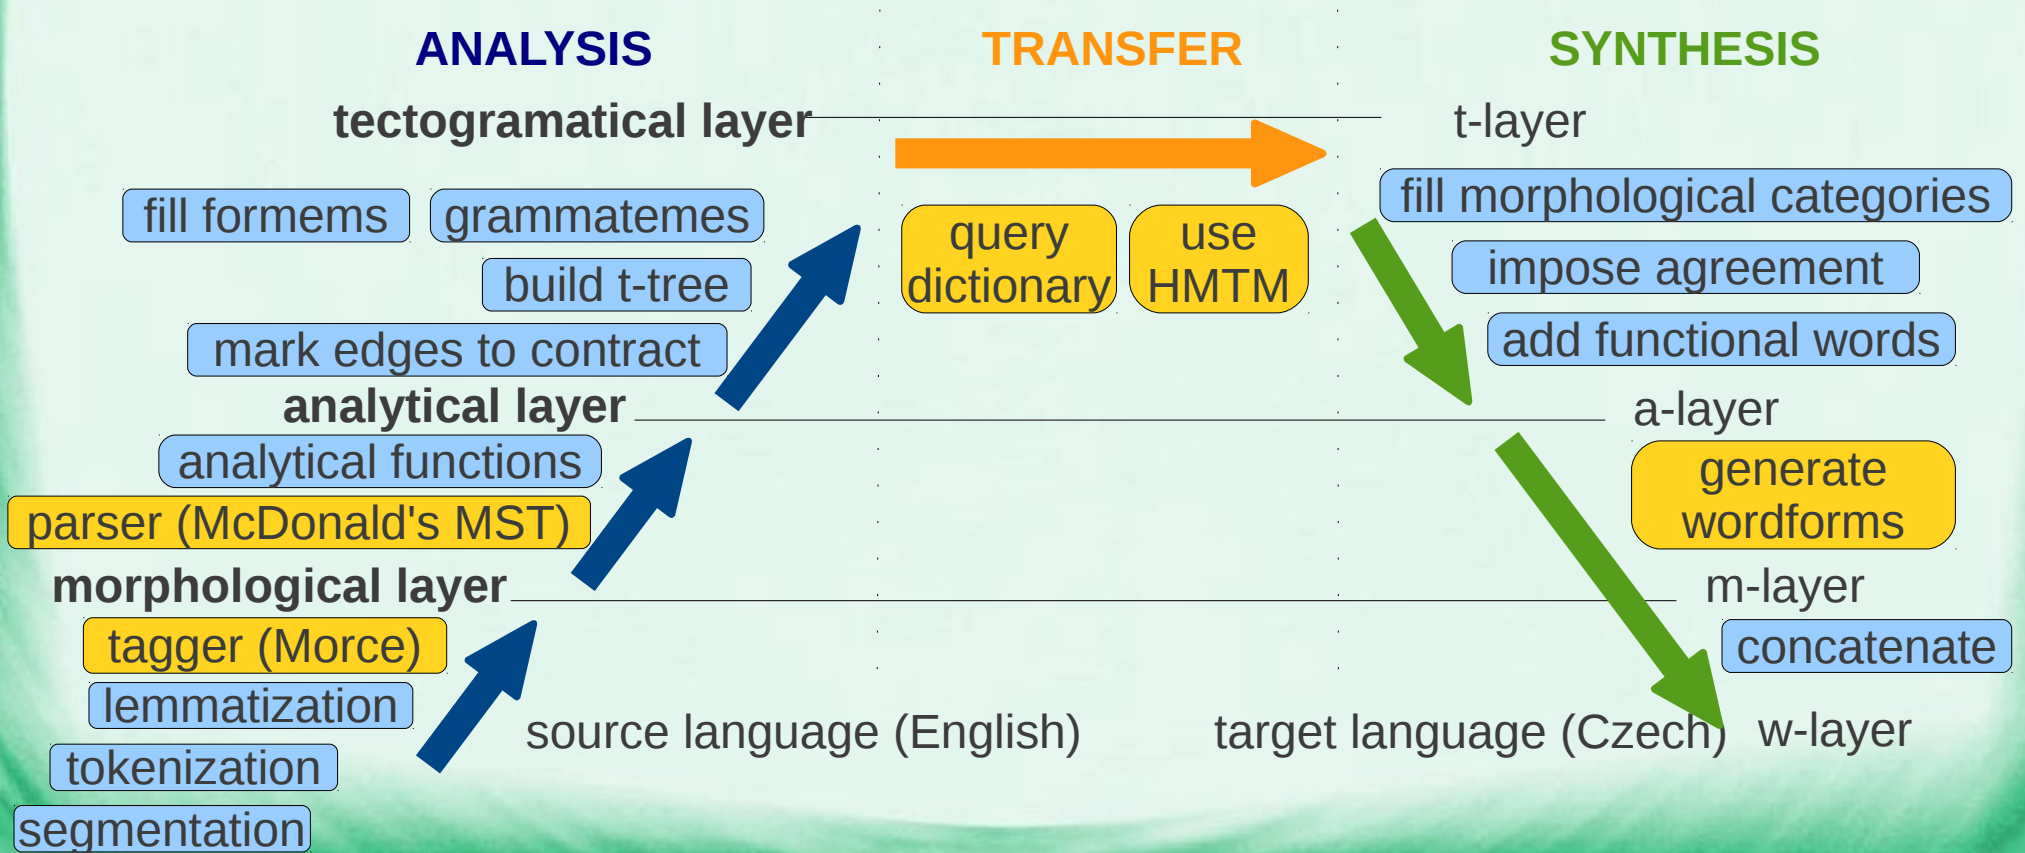 ANALYSIS
TRANSFER
SYNTHESIS
tectogramatical layer
t-layer
fill formems
grammatemes
build t-tree
mark edges to contract
query
dictionary
use
HMTM
fill morphological categories
impose agreement
add functional words
analytical layer
a-layer
analytical functions
parser (McDonald's MST)
generate
wordforms
morphological layer
m-layer
tagger (Morce)
lemmatization
tokenization
segmentation
concatenate
source language (English)
target language (Czech)
w-layer